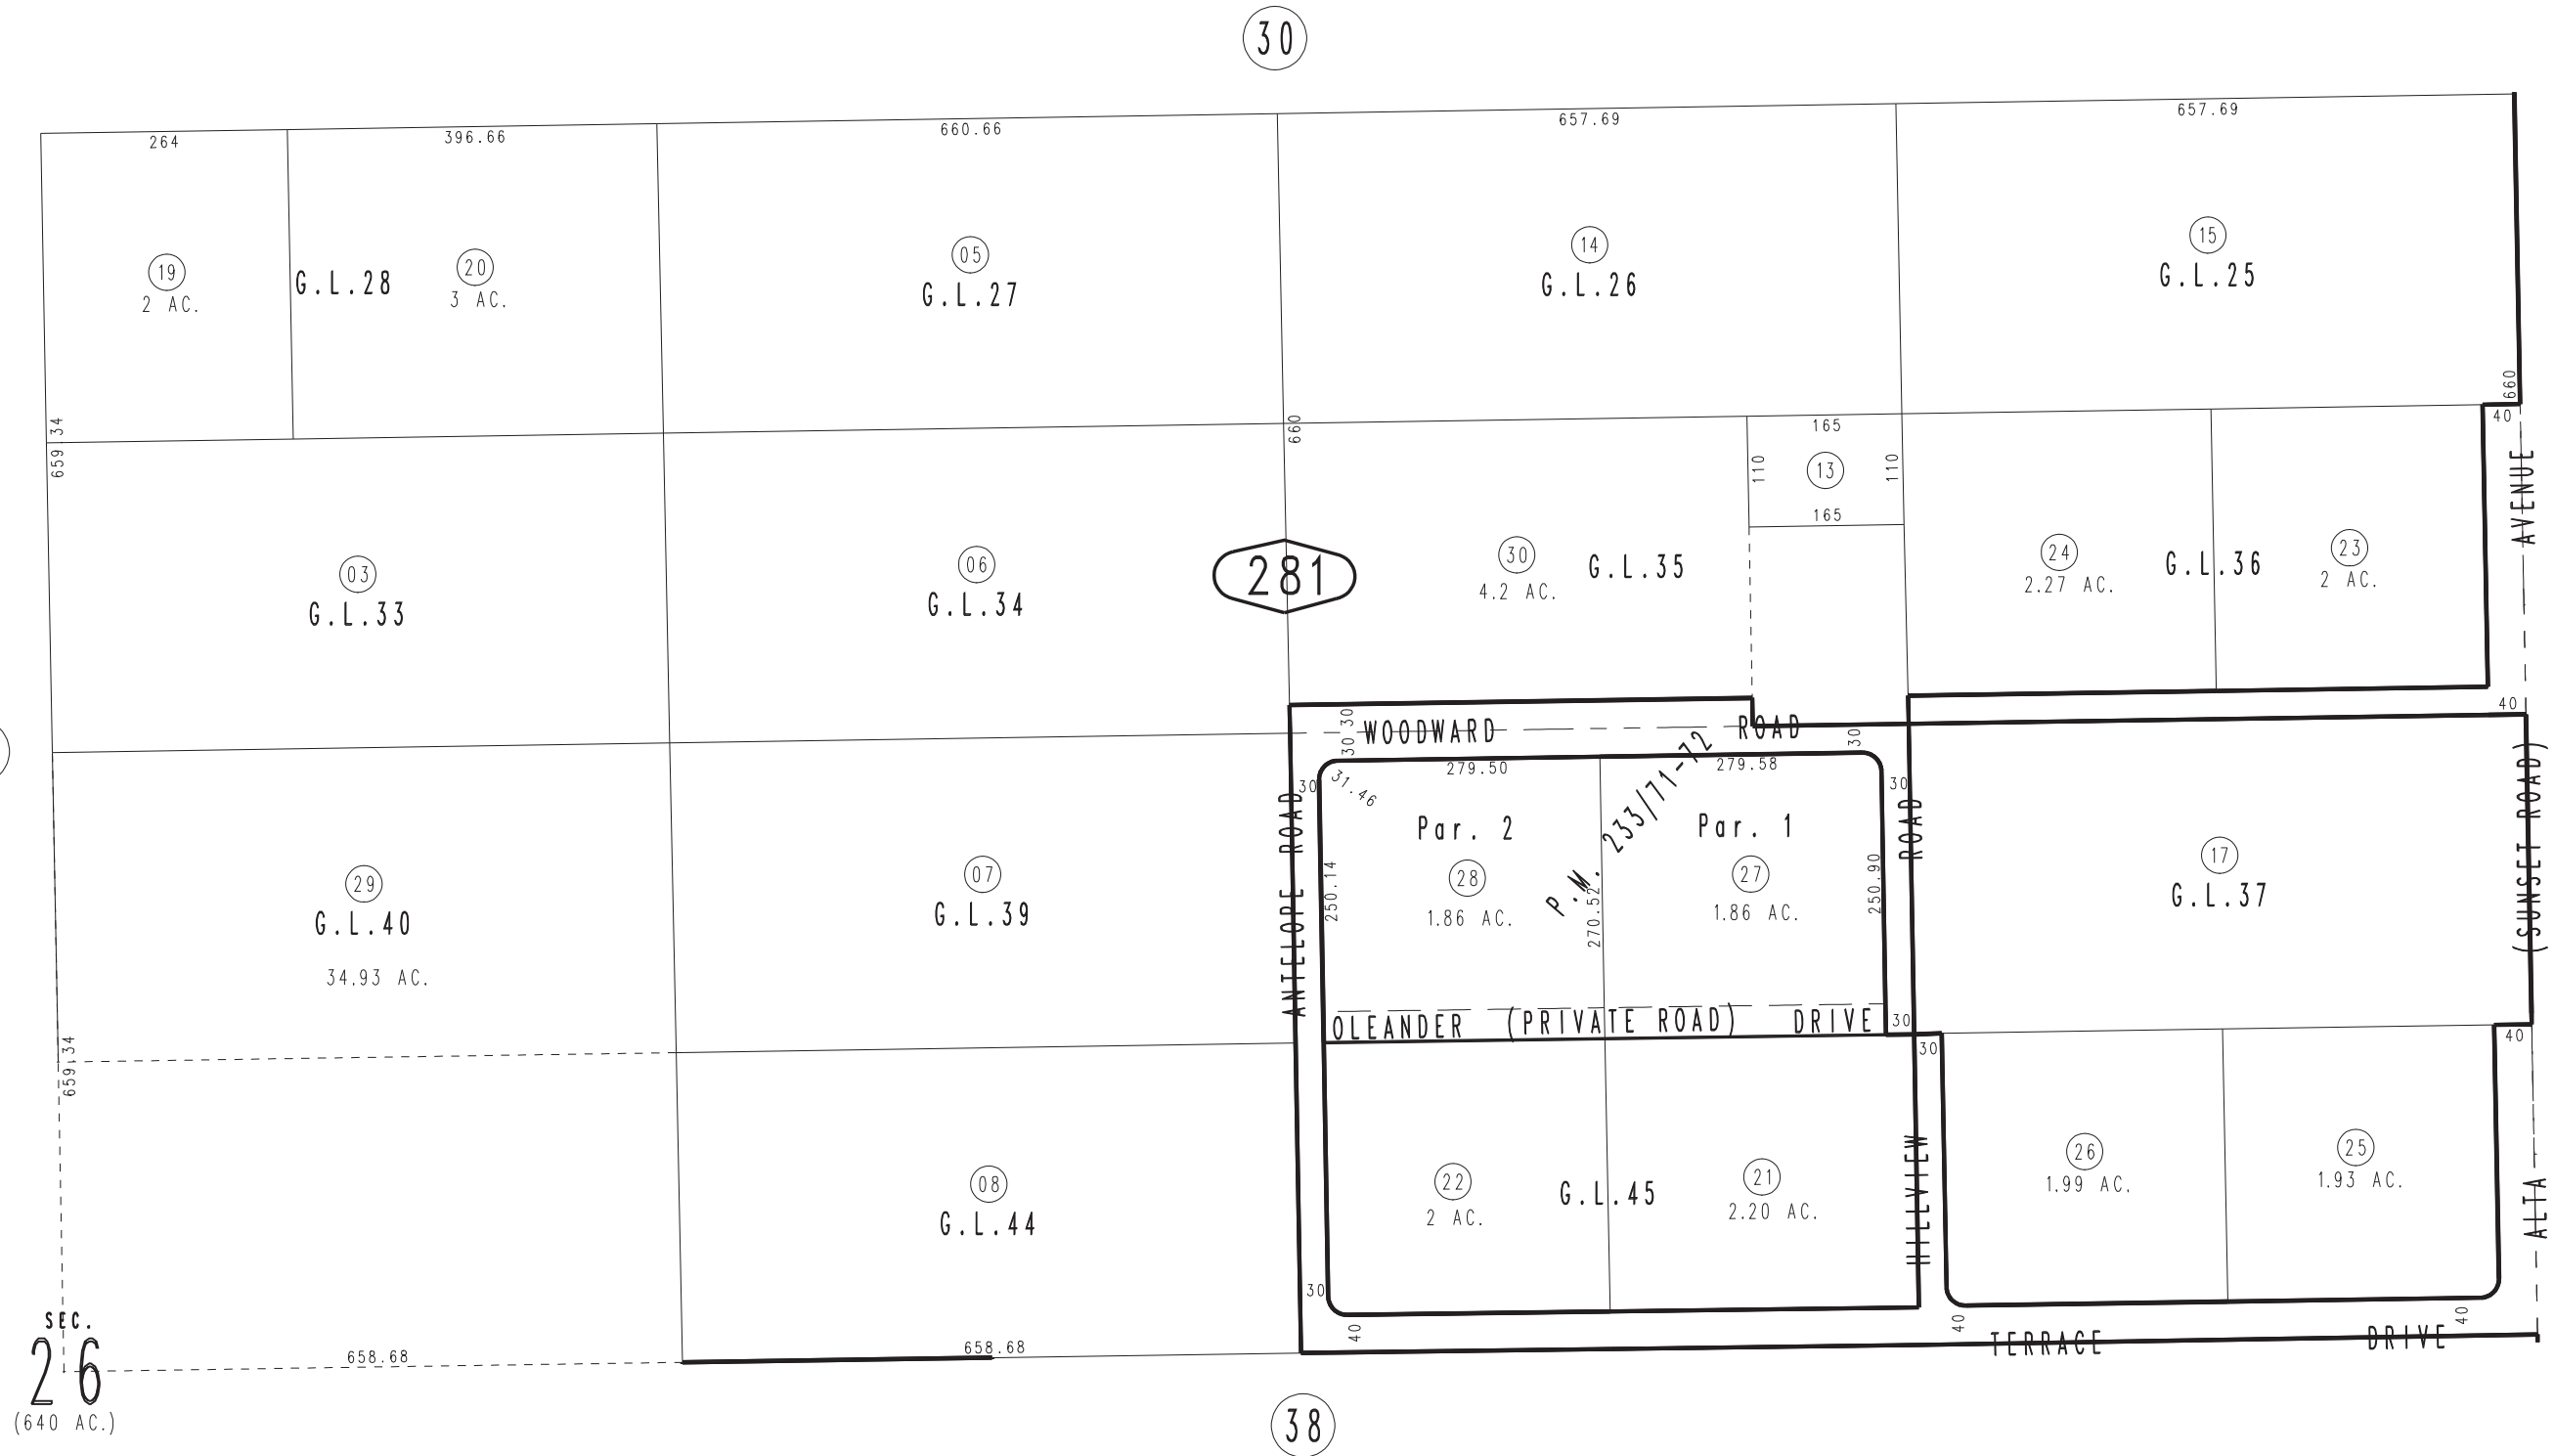 30
264
396.66
660.66
657.69
657.69
19
2 AC.
G.L.28
20
3 AC.
05
G.L.27
14
G.L.26
15
G.L.25
659.34
660
660
40
165
110
13
110
165
03
G.L.33
06
G.L.34
281
30
4.2 AC.
G.L.35
24
2.27 AC.
G.L.36
23
2 AC.
AVENUE
40
30
30
WOODWARD ROAD
30
279.50
279.58
30
31.46
30
ANTELOPE ROAD
Par. 2
P.M. 233/71-72
Par. 1
ROAD
(SUNSET ROAD)
29
G.L.40
34.93 AC.
07
G.L.39
250.14
28
1.86 AC.
270.52
27
1.86 AC.
250.90
17
G.L.37
OLEANDER (PRIVATE ROAD) DRIVE
30
30
40
659.34
08
G.L.44
22
2 AC.
G.L.45
21
2.20 AC.
HILLVIEW
26
1.99 AC.
25
1.93 AC.
ALTA
30
40
40
40
TERRACE DRIVE
SEC.
26
(640 AC.)
658.68
658.68
38